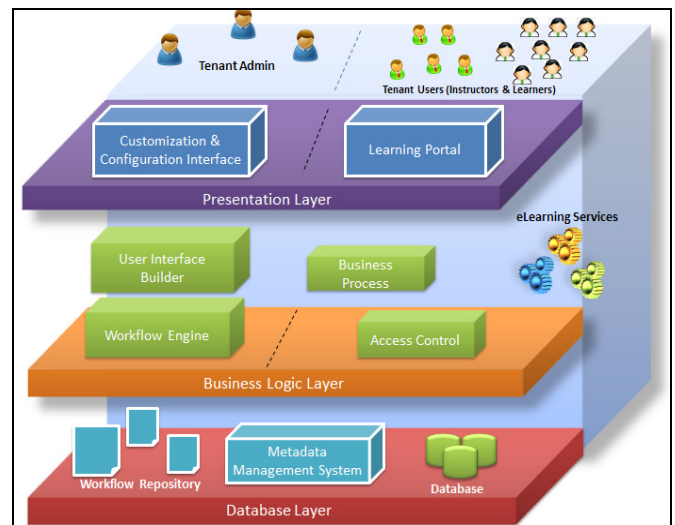 Tenant Admin
Tenant Users (Instructors & Learners)
Customization &
Configuration Interface
Learning Portal
Presentation Layer
eLearning Services
User Interface
Builder
Business
Process
Workflow Engine
Access Control
Business Logic Layer
Metadata
Management System
Workflow Repository
Database
Database Layer